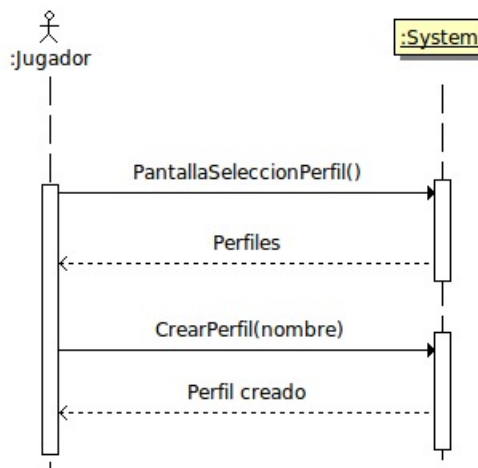 :Jugador
:System
PantallaSeleccionPerfil()
Perfiles
CrearPerfil(nombre)
Perfil creado